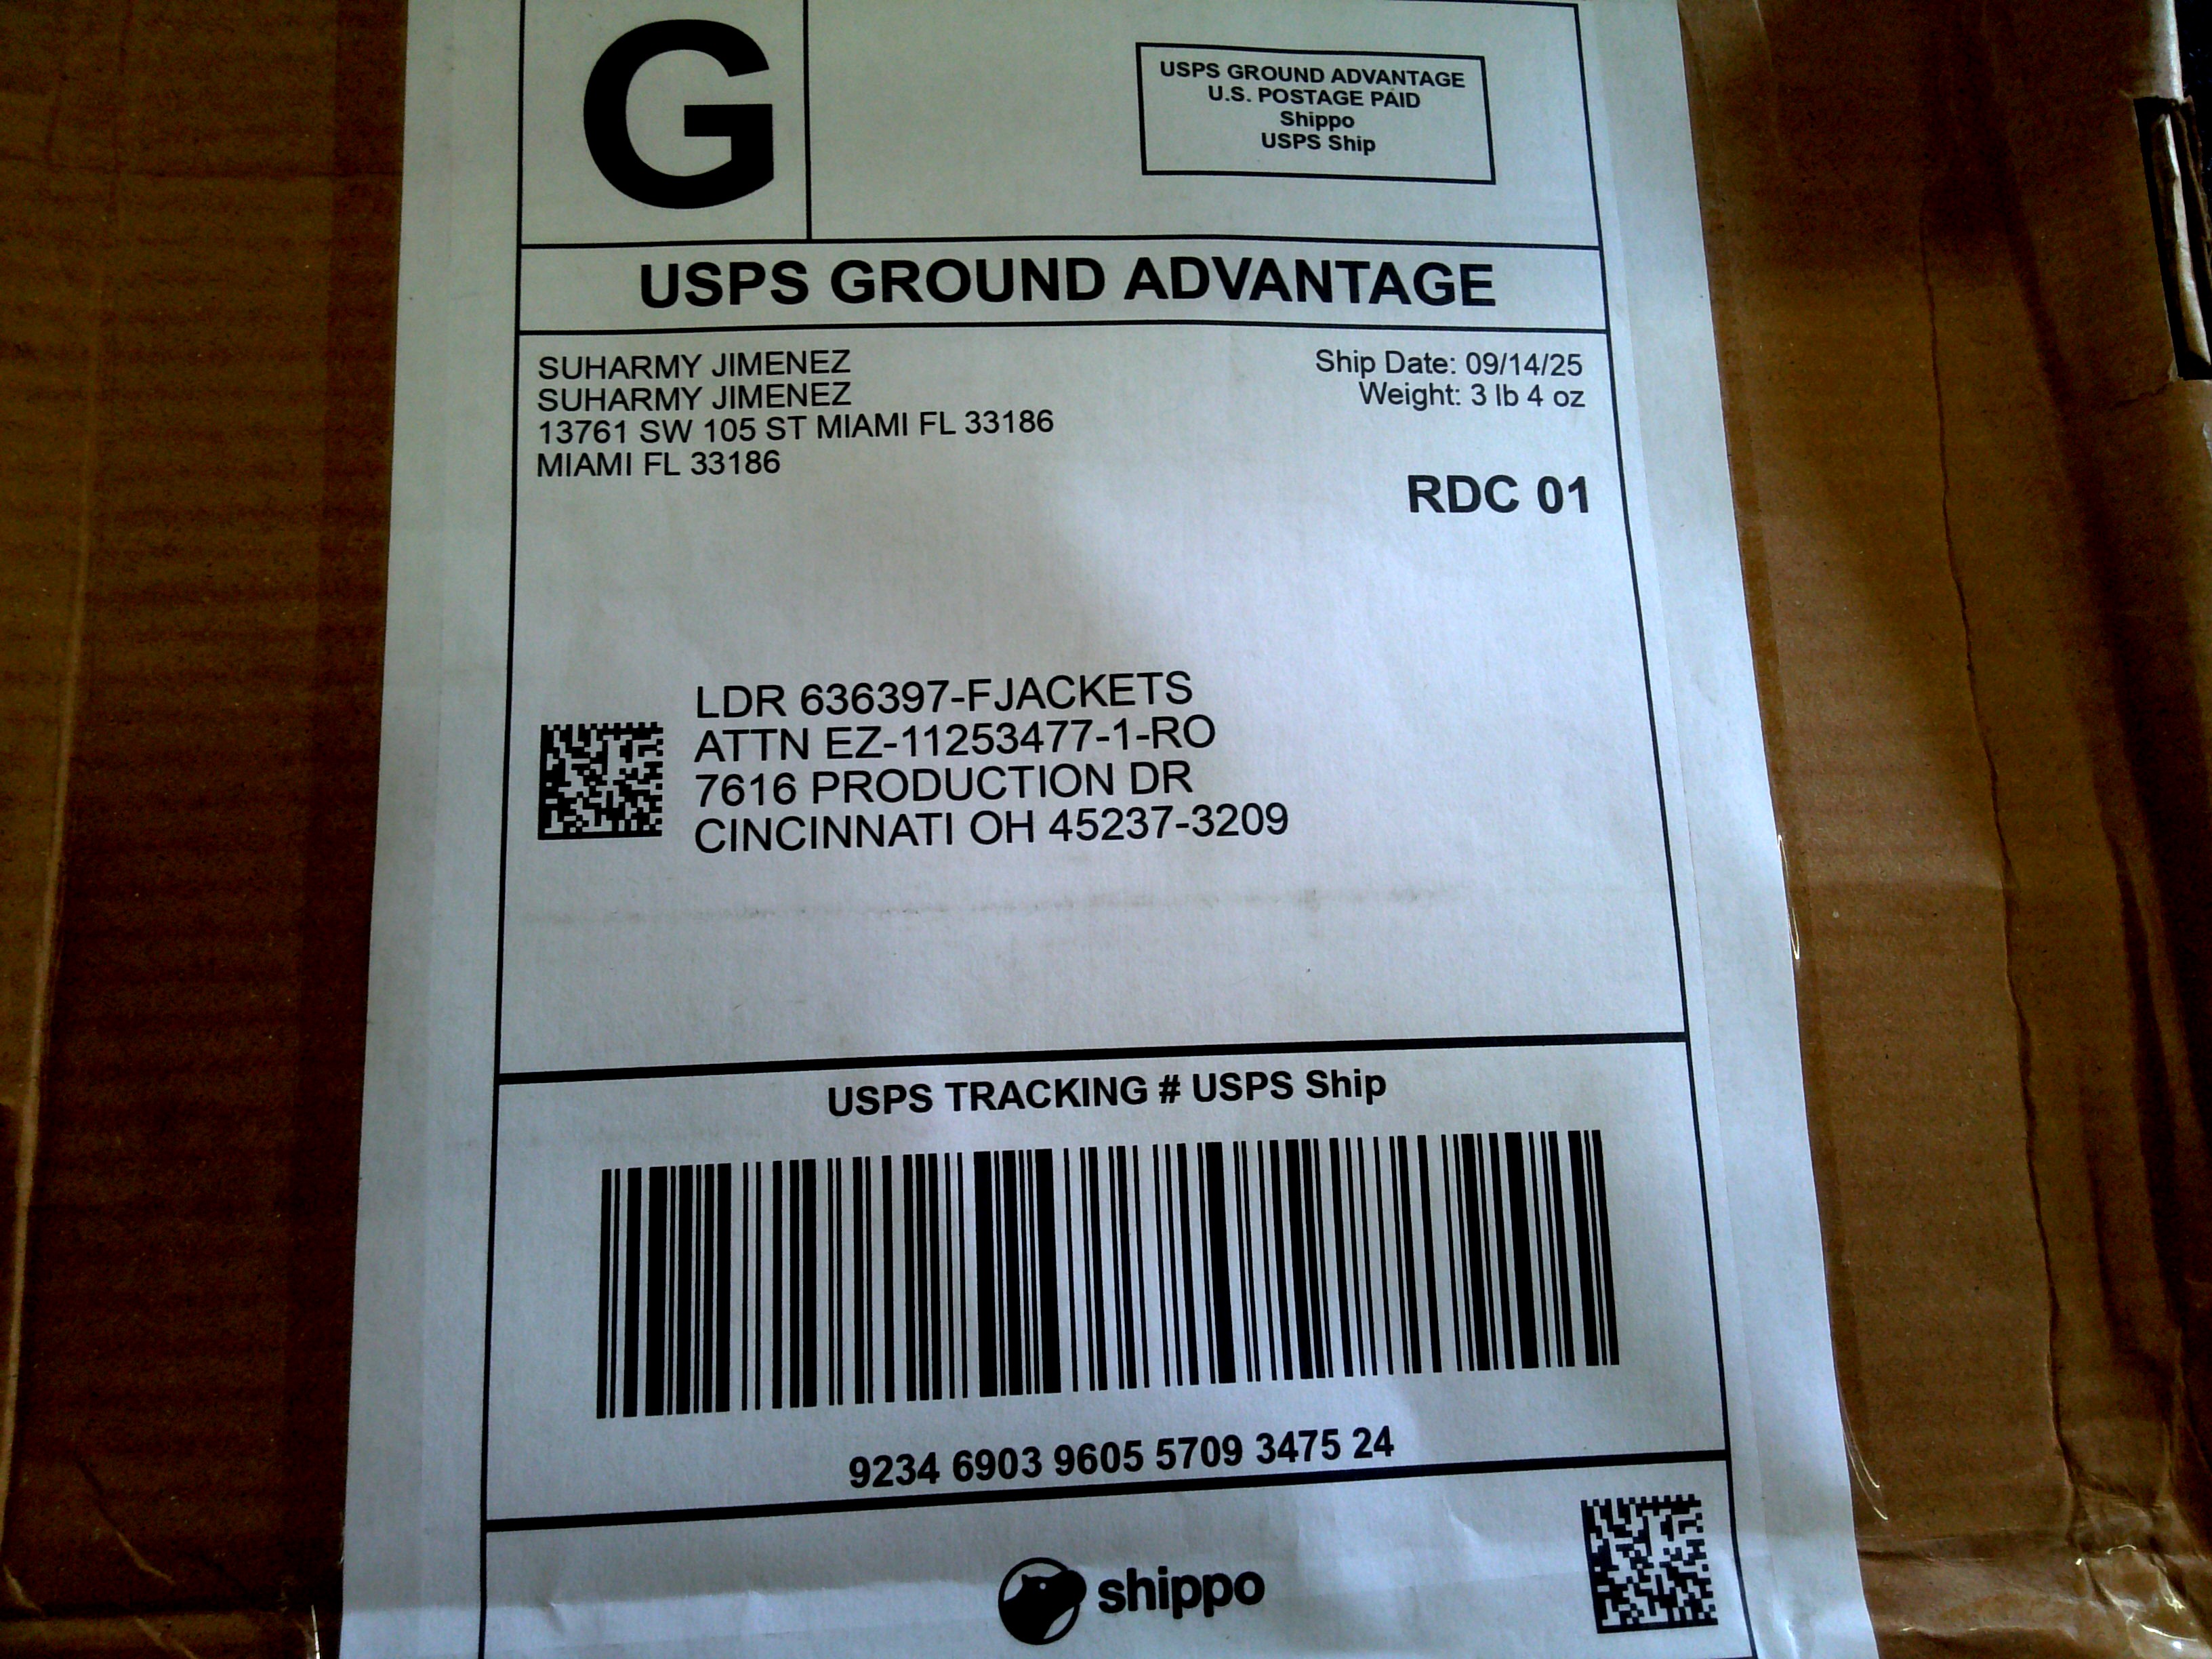 G
USPS GROUND ADVANTAGE
U.S. POSTAGE PAID
Shippo
USPS Ship
USPS GROUND ADVANTAGE
SUHARMY JIMENEZ
SUHARMY JIMENEZ
13761 SW 105 ST MIAMI FL 33186
MIAMI FL 33186
Ship Date: 09/14/25
Weight: 3 lb 4 oz
RDC 01
LDR 636397-FJACKETS
ATTN EZ-11253477-1-RO
7616 PRODUCTION DR
CINCINNATI OH 45237-3209
USPS TRACKING # USPS Ship
9234 6903 9605 5709 3475 24
shippo